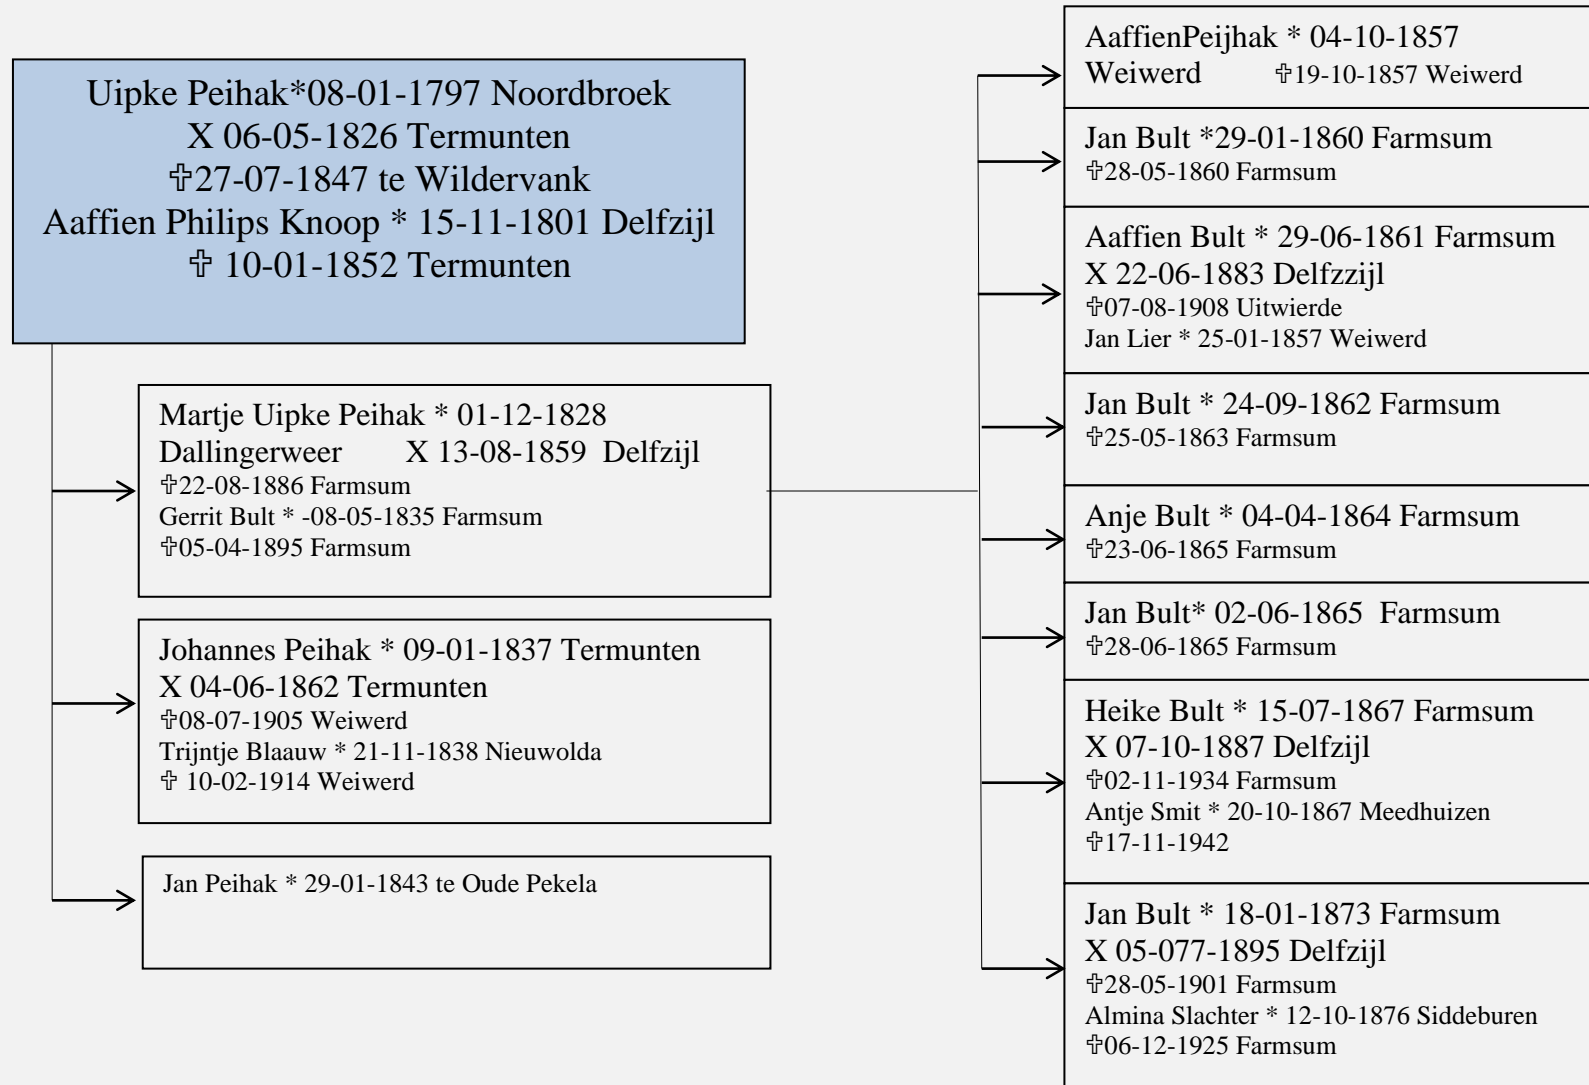 Uipke Peihak*08-01-1797 Noordbroek
X 06-05-1826 Termunten
✞27-07-1847 te Wildervank
Aaffien Philips Knoop * 15-11-1801 Delfzijl
✞ 10-01-1852 Termunten
Martje Uipke Peihak * 01-12-1828
Dallingerweer X 13-08-1859 Delfzijl
✞22-08-1886 Farmsum
Gerrit Bult * -08-05-1835 Farmsum
✞05-04-1895 Farmsum
Johannes Peihak * 09-01-1837 Termunten
X 04-06-1862 Termunten
✞08-07-1905 Weiwerd
Trijntje Blaauw * 21-11-1838 Nieuwolda
✞ 10-02-1914 Weiwerd
Jan Peihak * 29-01-1843 te Oude Pekela
AaffienPeijhak * 04-10-1857
Weiwerd ✞19-10-1857 Weiwerd
Jan Bult *29-01-1860 Farmsum
✞28-05-1860 Farmsum
Aaffien Bult * 29-06-1861 Farmsum
X 22-06-1883 Delfzzijl
✞07-08-1908 Uitwierde
Jan Lier * 25-01-1857 Weiwerd
Jan Bult * 24-09-1862 Farmsum
✞25-05-1863 Farmsum
Anje Bult * 04-04-1864 Farmsum
✞23-06-1865 Farmsum
Jan Bult* 02-06-1865 Farmsum
✞28-06-1865 Farmsum
Heike Bult * 15-07-1867 Farmsum
X 07-10-1887 Delfzijl
✞02-11-1934 Farmsum
Antje Smit * 20-10-1867 Meedhuizen
✞17-11-1942
Jan Bult * 18-01-1873 Farmsum
X 05-077-1895 Delfzijl
✞28-05-1901 Farmsum
Almina Slachter * 12-10-1876 Siddeburen
✞06-12-1925 Farmsum